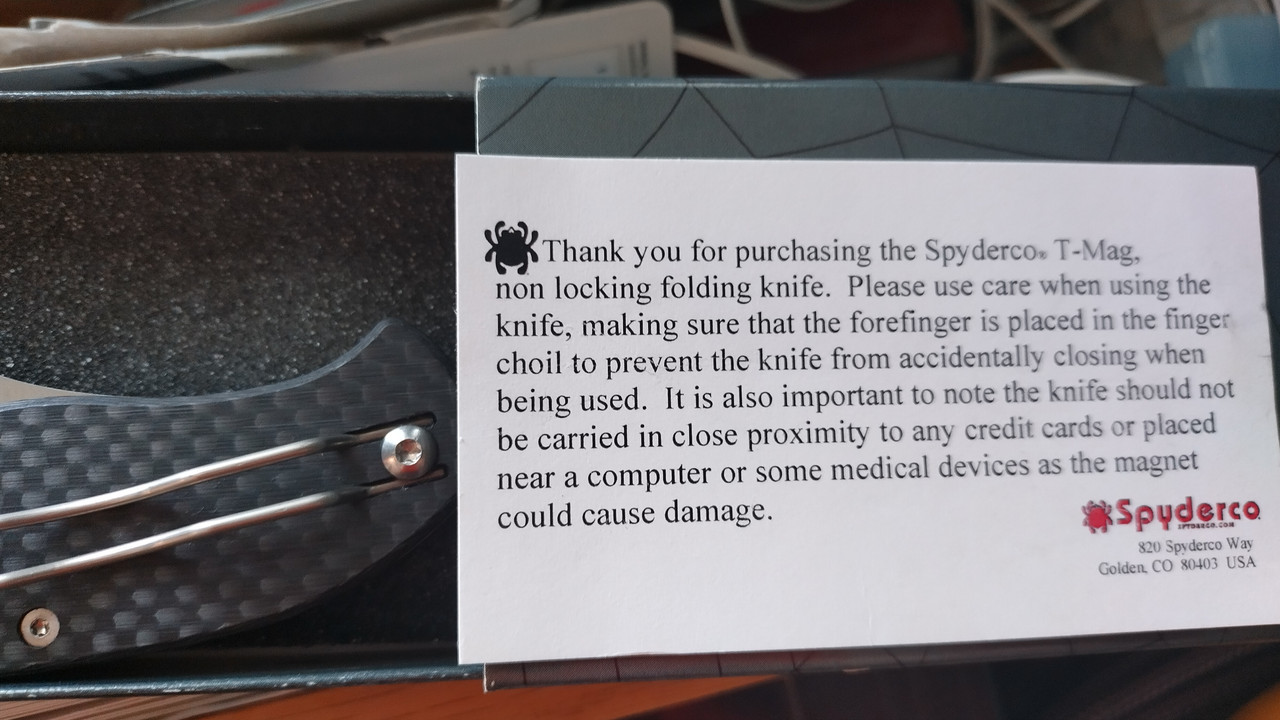 Thank you for purchasing the Spyderco® T-Mag,
non locking folding knife. Please use care when using the
knife, making sure that the forefinger is placed in the finger
choil to prevent the knife from accidentally closing when
being used. It is also important to note the knife should not
be carried in close proximity to any credit cards or placed
near a computer or some medical devices as the magnet
could cause damage.
Spyderco
SPYDERCO.COM
820 Spyderco Way
Golden, CO 80403 USA